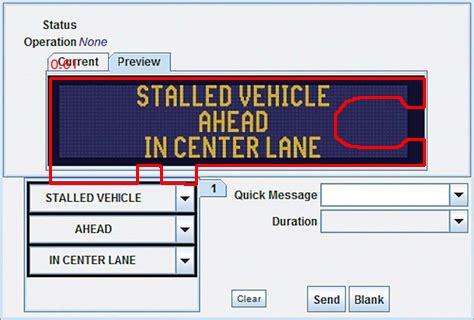 Status
Operation None
0.61
Current Preview
STALLED VEHICLE
AHEAD
IN CENTER LANE
STALLED VEHICLE
AHEAD
IN CENTER LANE
1
Quick Message
Duration
Clear Send Blank